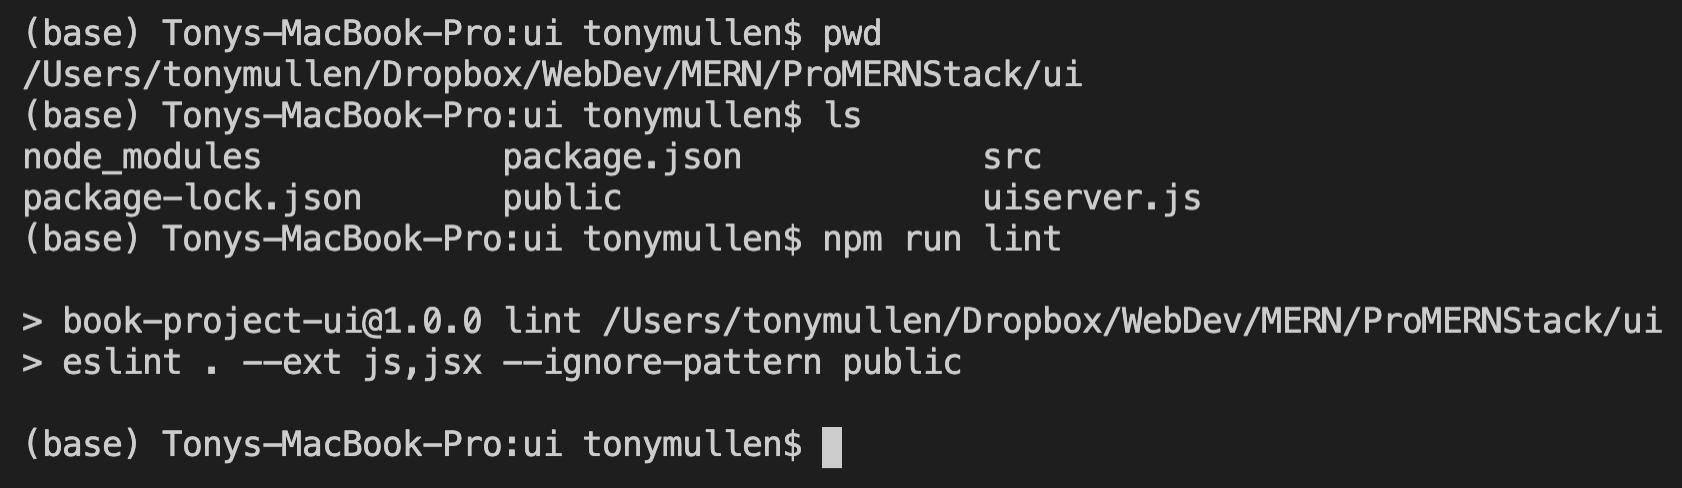 (base) Tonys-MacBook-Pro:ui tonymullen$ pwd
/Users/tonymullen/Dropbox/WebDev/MERN/ProMERNStack/ui
(base) Tonys-MacBook-Pro:ui tonymullen$ ls
node_modules package.json src
package-lock.json public uiserver.js
(base) Tonys-MacBook-Pro:ui tonymullen$ npm run lint
> book-project-ui@1.0.0 lint /Users/tonymullen/Dropbox/WebDev/MERN/ProMERNStack/ui
> eslint . --ext js,jsx --ignore-pattern public
(base) Tonys-MacBook-Pro:ui tonymullen$